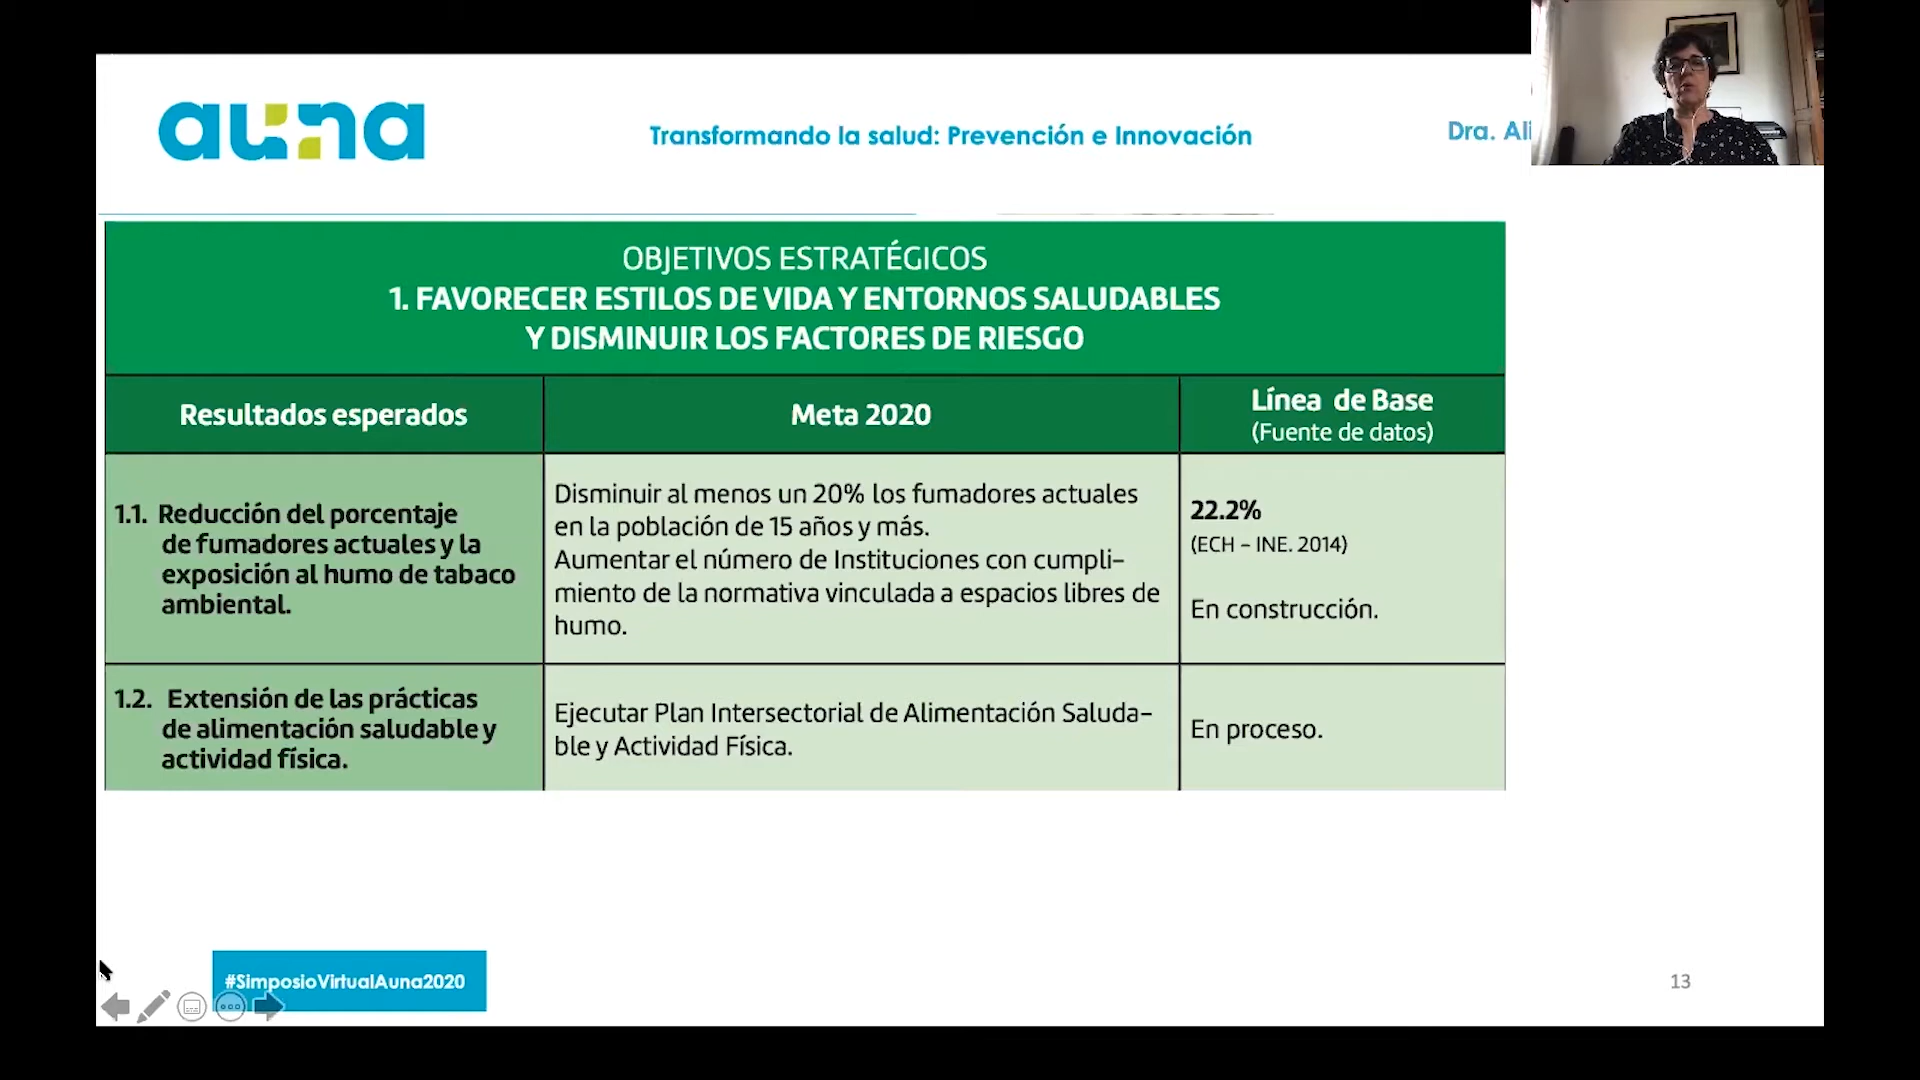 auna
Transformando la salud: Prevención e Innovación
Dra. Ali
OBJETIVOS ESTRATÉGICOS
1. FAVORECER ESTILOS DE VIDA Y ENTORNOS SALUDABLES
Y DISMINUIR LOS FACTORES DE RIESGO
Resultados esperados
Meta 2020
Línea de Base
(Fuente de datos)
1.1. Reducción del porcentaje
de fumadores actuales y la
exposición al humo de tabaco
ambiental.
Disminuir al menos un 20% los fumadores actuales
en la población de 15 años y más.
Aumentar el número de Instituciones con cumpli-
miento de la normativa vinculada a espacios libres de
humo.
22.2%
(ECH – INE. 2014)
En construcción.
1.2. Extensión de las prácticas
de alimentación saludable y
actividad física.
Ejecutar Plan Intersectorial de Alimentación Saluda-
ble y Actividad Física.
En proceso.
#SimposioVirtualAuna2020
13